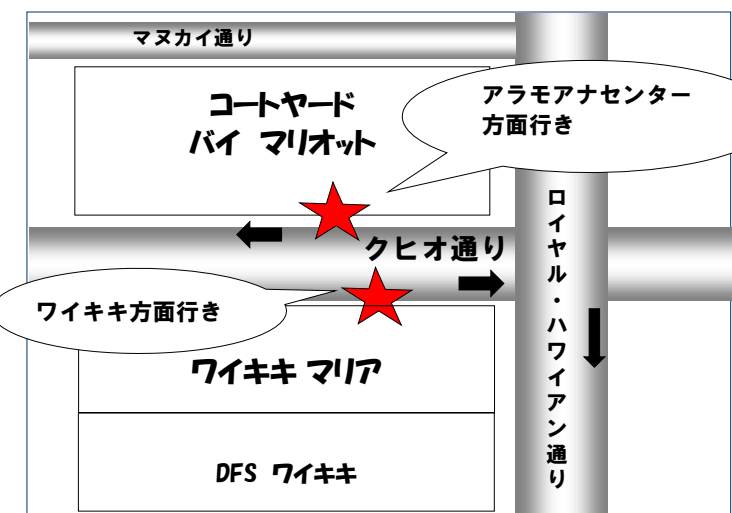 マヌカイ通り
コートヤード
バイ マリオット
アラモアナセンター
方面行き
ロイヤル・ハワイアン通り
クヒオ通り
ワイキキ方面行き
ワイキキ マリア
DFS ワイキキ